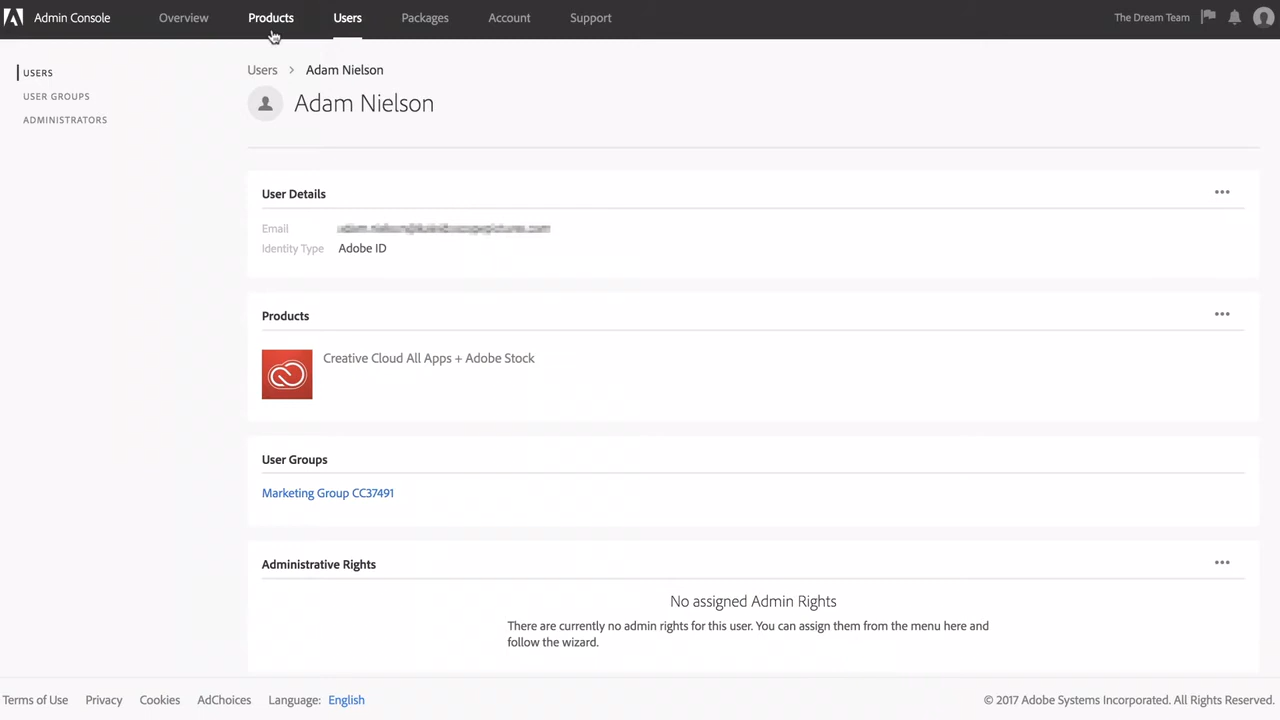 Admin Console
Overview
Products
Users
Packages
Account
Support
The Dream Team
USERS
USER GROUPS
ADMINISTRATORS
Users > Adam Nielson
Adam Nielson
User Details
Email
Identity Type Adobe ID
Products
Creative Cloud All Apps + Adobe Stock
User Groups
Marketing Group CC37491
Administrative Rights
No assigned Admin Rights
There are currently no admin rights for this user. You can assign them from the menu here and
follow the wizard.
Terms of Use Privacy Cookies AdChoices Language: English
© 2017 Adobe Systems Incorporated. All Rights Reserved.